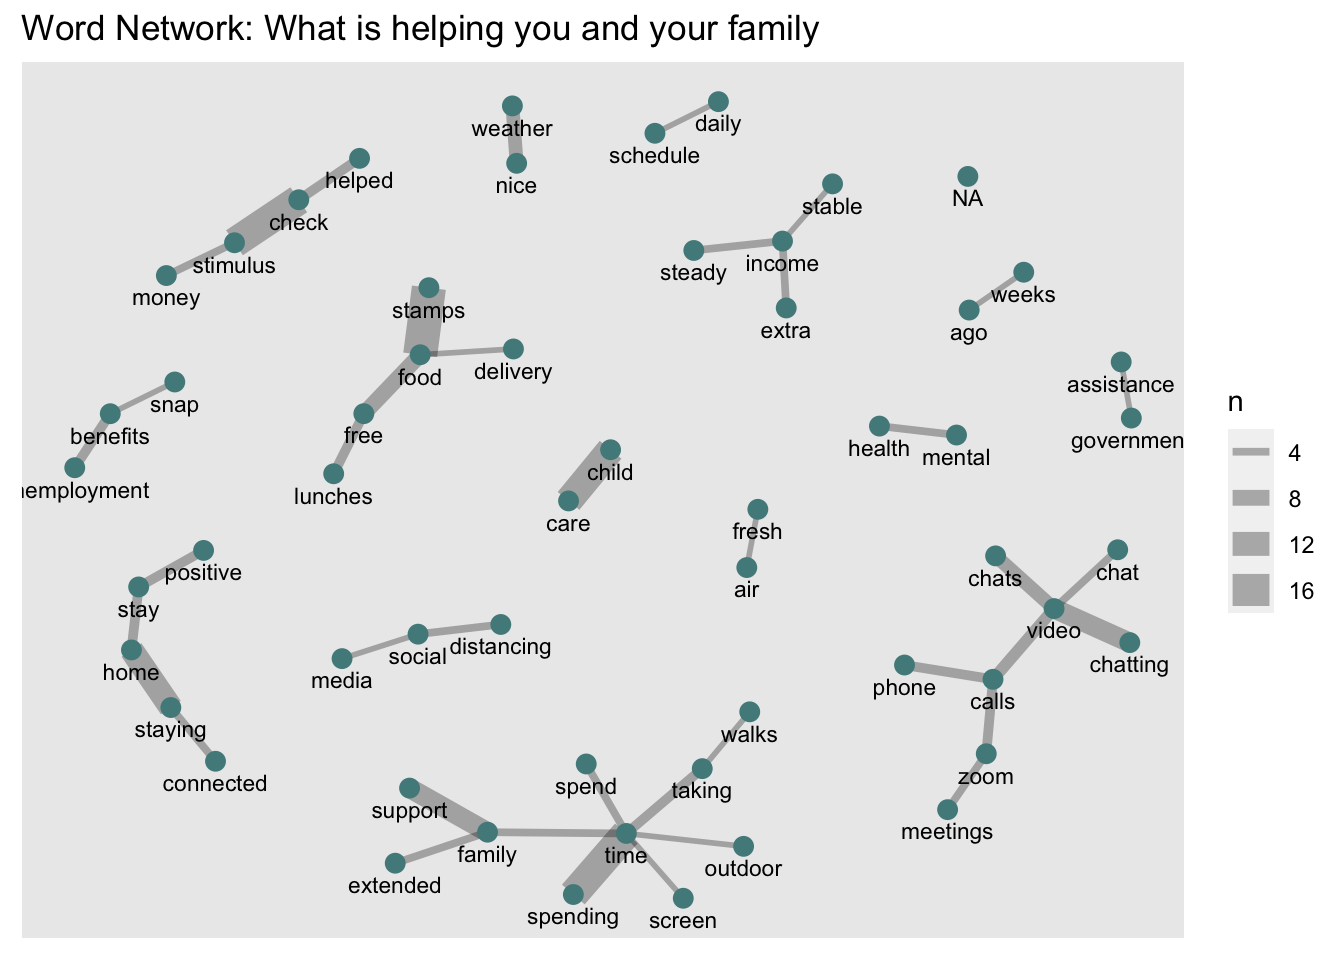 Word Network: What is helping you and your family
weather
daily
schedule
helped
nice
NA
stable
check
stimulus
income
steady
money
weeks
stamps
extra
ago
food
delivery
assistance
snap
benefits
free
governmen
health
mental
child
nemployment
lunches
care
fresh
positive
chats
chat
air
stay
video
social
distancing
chatting
home
media
phone
calls
staying
walks
connected
zoom
spend
taking
support
meetings
family
time
outdoor
extended
spending
screen
n
4
8
12
16